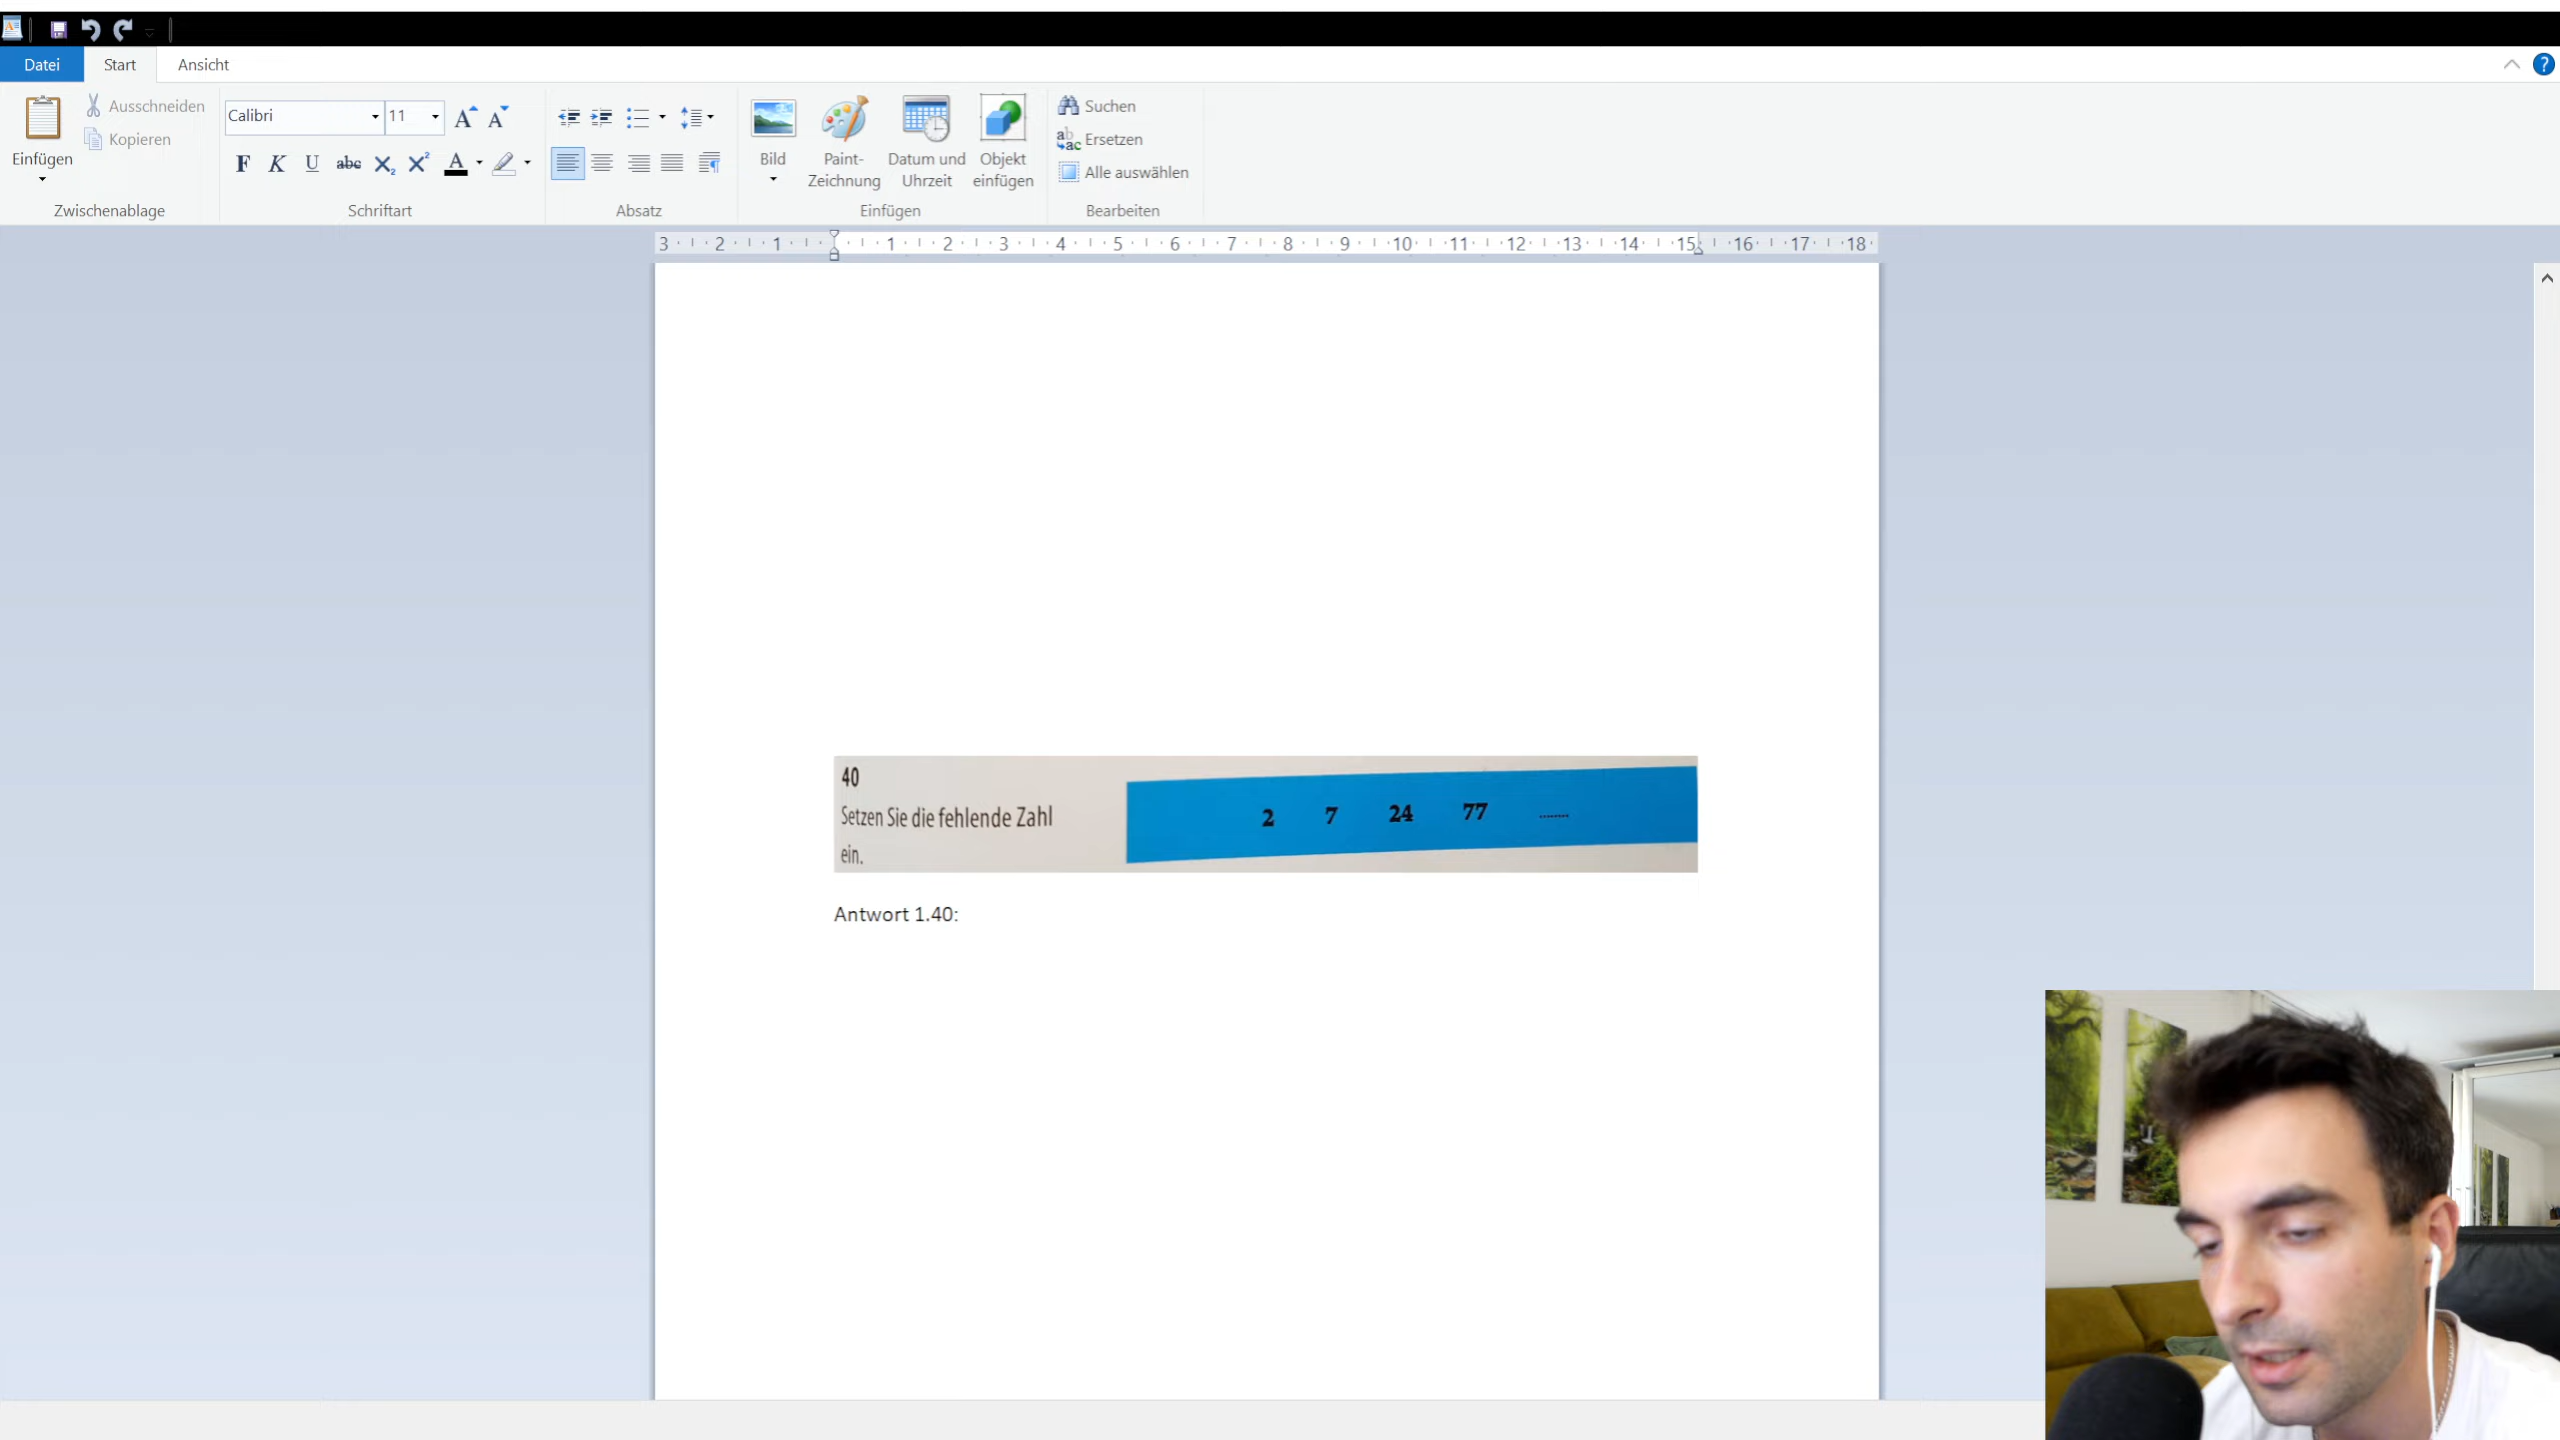 Datei Start Ansicht
Einfügen
Ausschneiden
Kopieren
Zwischenablage
Calibri 11
F K U abc X₂ X² A
Schriftart
Absatz
Bild
Paint-
Zeichnung
Datum und
Uhrzeit
Objekt
einfügen
Einfügen
Suchen
Ersetzen
Alle auswählen
Bearbeiten
3 2 1 1 2 3 4 5 6 7 8 9 10 11 12 13 14 15 16 17 18
40
Setzen Sie die fehlende Zahl
ein.
2 7 24 77 ........
Antwort 1.40: